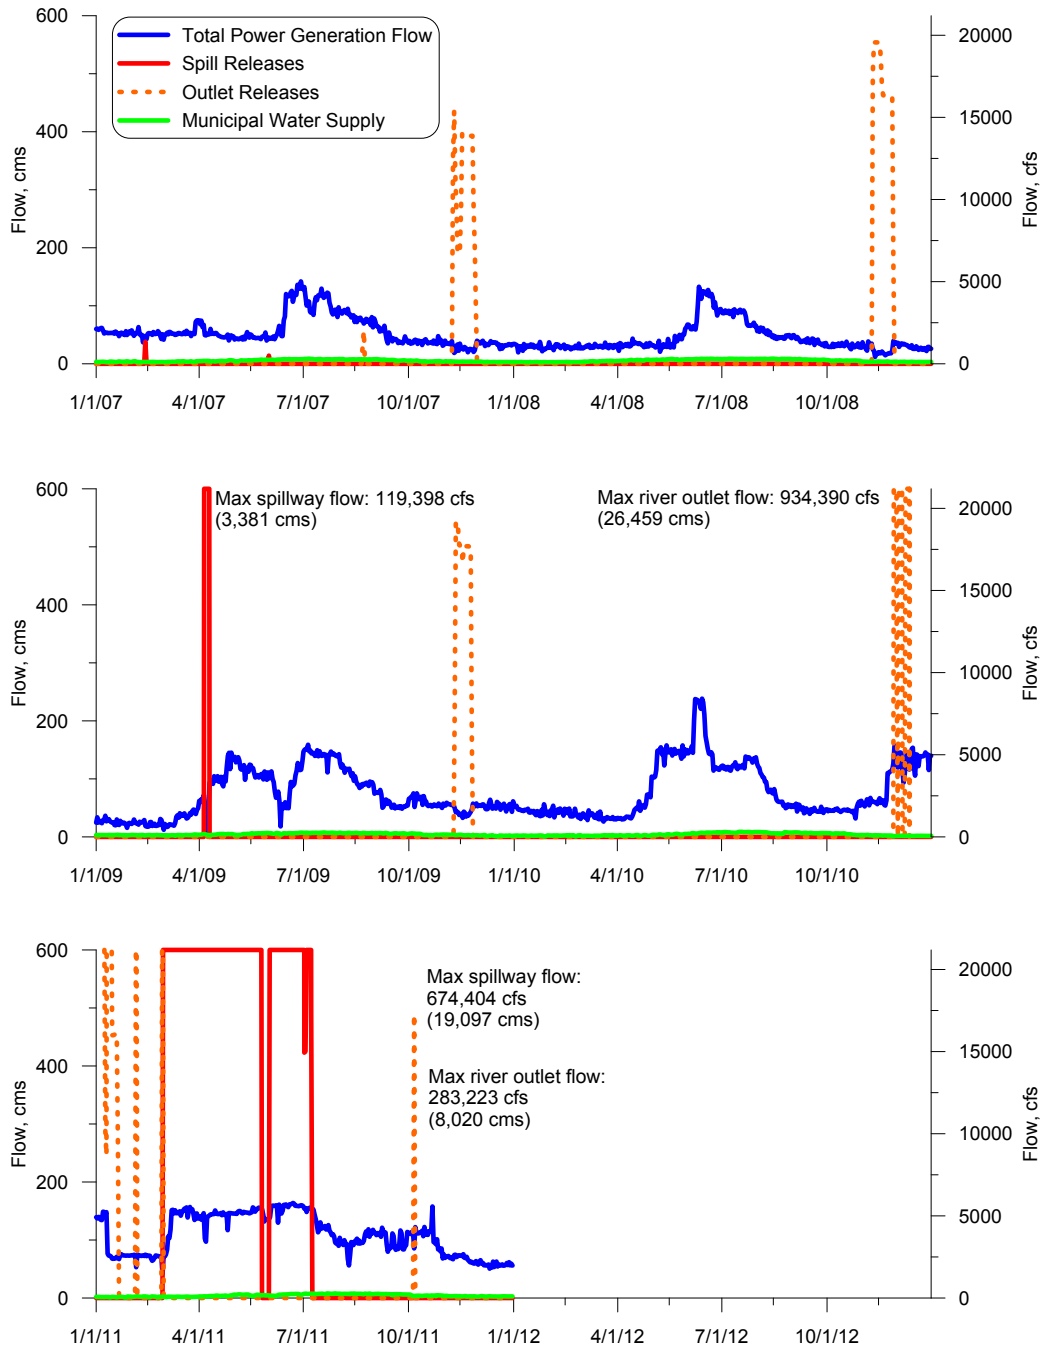 600
400
200
0
Flow, cms
Total Power Generation Flow
Spill Releases
Outlet Releases
Municipal Water Supply
20000
15000
10000
5000
0
Flow, cfs
1/1/07 4/1/07 7/1/07 10/1/07 1/1/08 4/1/08 7/1/08 10/1/08
600
400
200
0
Flow, cms
Max spillway flow: 119,398 cfs
(3,381 cms)
Max river outlet flow: 934,390 cfs
(26,459 cms)
20000
15000
10000
5000
0
Flow, cfs
1/1/09 4/1/09 7/1/09 10/1/09 1/1/10 4/1/10 7/1/10 10/1/10
600
400
200
0
Flow, cms
Max spillway flow:
674,404 cfs
(19,097 cms)
Max river outlet flow:
283,223 cfs
(8,020 cms)
20000
15000
10000
5000
0
Flow, cfs
1/1/11 4/1/11 7/1/11 10/1/11 1/1/12 4/1/12 7/1/12 10/1/12